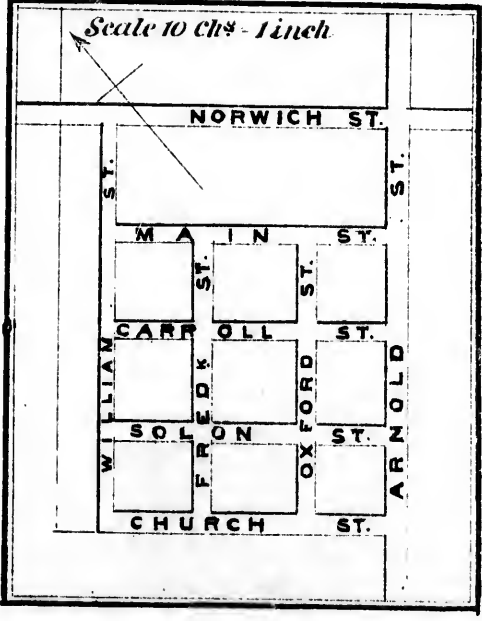 Scale 10 Chs - 1 inch
NORWICH ST.
WILLIAM ST.
ARNOLD ST.
MAIN ST.
FREDK ST.
OXFORD ST.
CARROLL ST.
SOLON ST.
CHURCH ST.